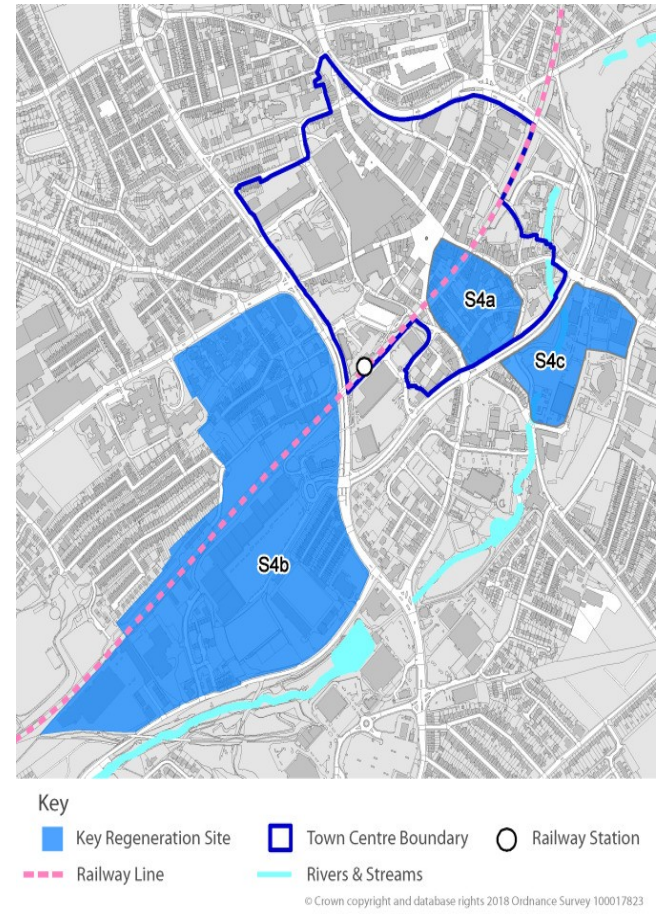 S4a
S4c
S4b
Key
Key Regeneration Site
Town Centre Boundary
Railway Station
Railway Line
Rivers & Streams
© Crown copyright and database rights 2018 Ordnance Survey 100017823